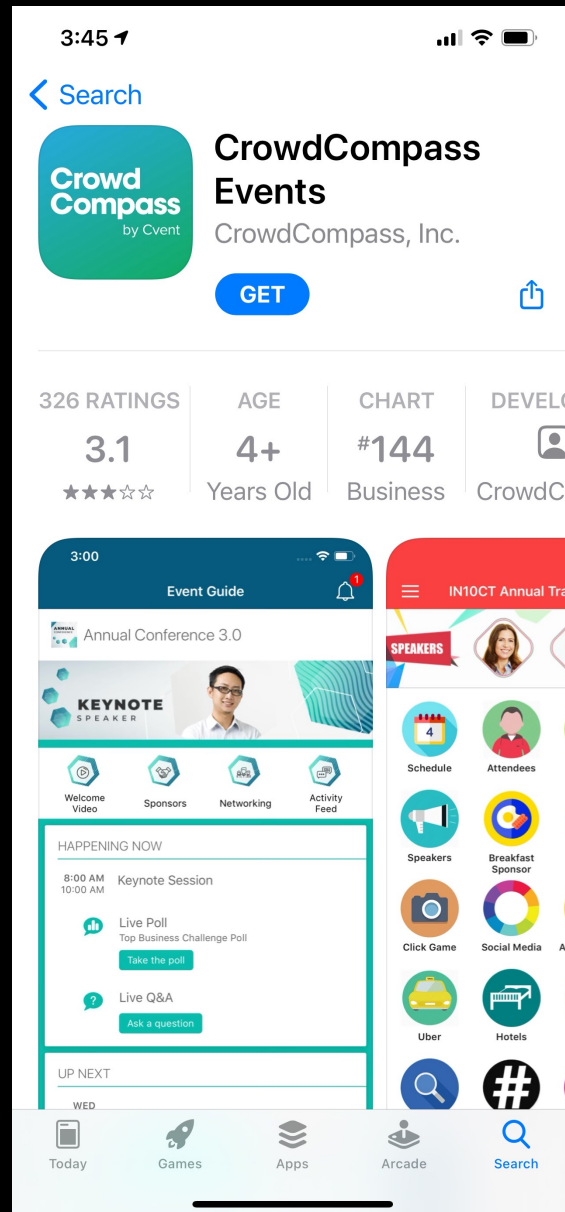 3:45
Search
Crowd
Compass
by Cvent
CrowdCompass
Events
CrowdCompass, Inc.
GET
326 RATINGS
AGE
CHART
DEVELO
3.1
4+
#144
★★★☆☆
Years Old
Business
CrowdC
3:00
Event Guide
1
ANNUAL
Annual Conference 3.0
KEYNOTE
SPEAKER
Welcome
Video
Sponsors
Networking
Activity
Feed
HAPPENING NOW
8:00 AM
10:00 AM
Keynote Session
Live Poll
Top Business Challenge Poll
Take the poll
Live Q&A
Ask a question
UP NEXT
WED
IN10CT Annual Tra
SPEAKERS
4
Schedule
Attendees
Speakers
Breakfast
Sponsor
Click Game
Social Media
A
Uber
Hotels
#
Today
Games
Apps
Arcade
Search